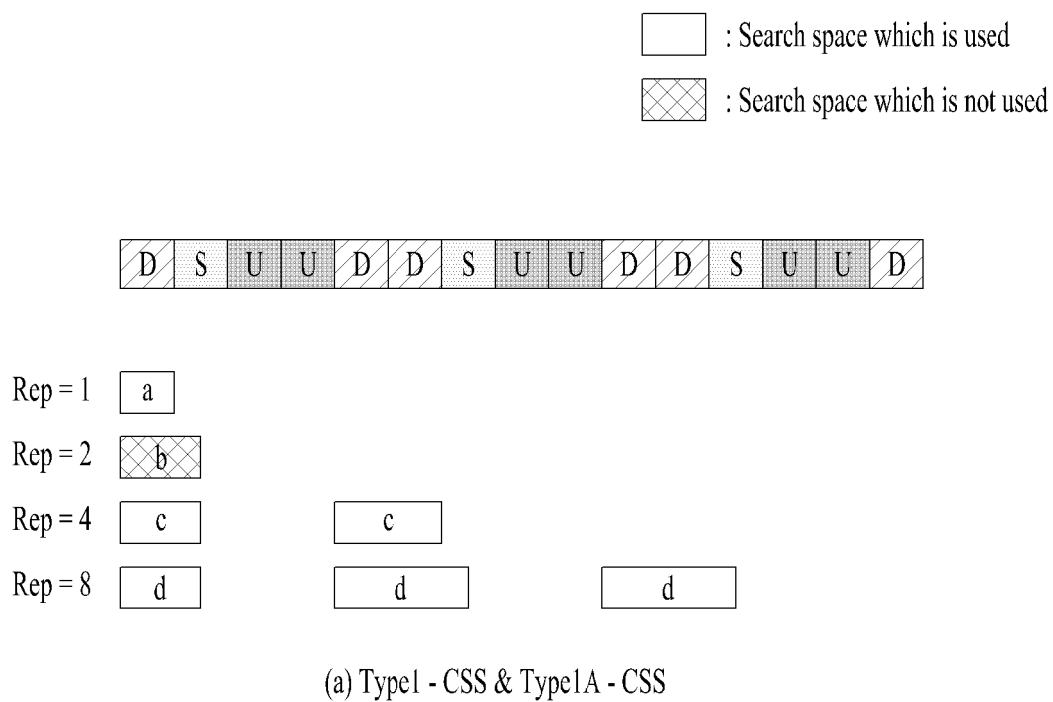 : Search space which is used
: Search space which is not used
D S U U D D S U U D D S U U D
Rep = 1 a
Rep = 2 b
Rep = 4 c c
Rep = 8 d d d
(a) Type1 - CSS & Type1A - CSS